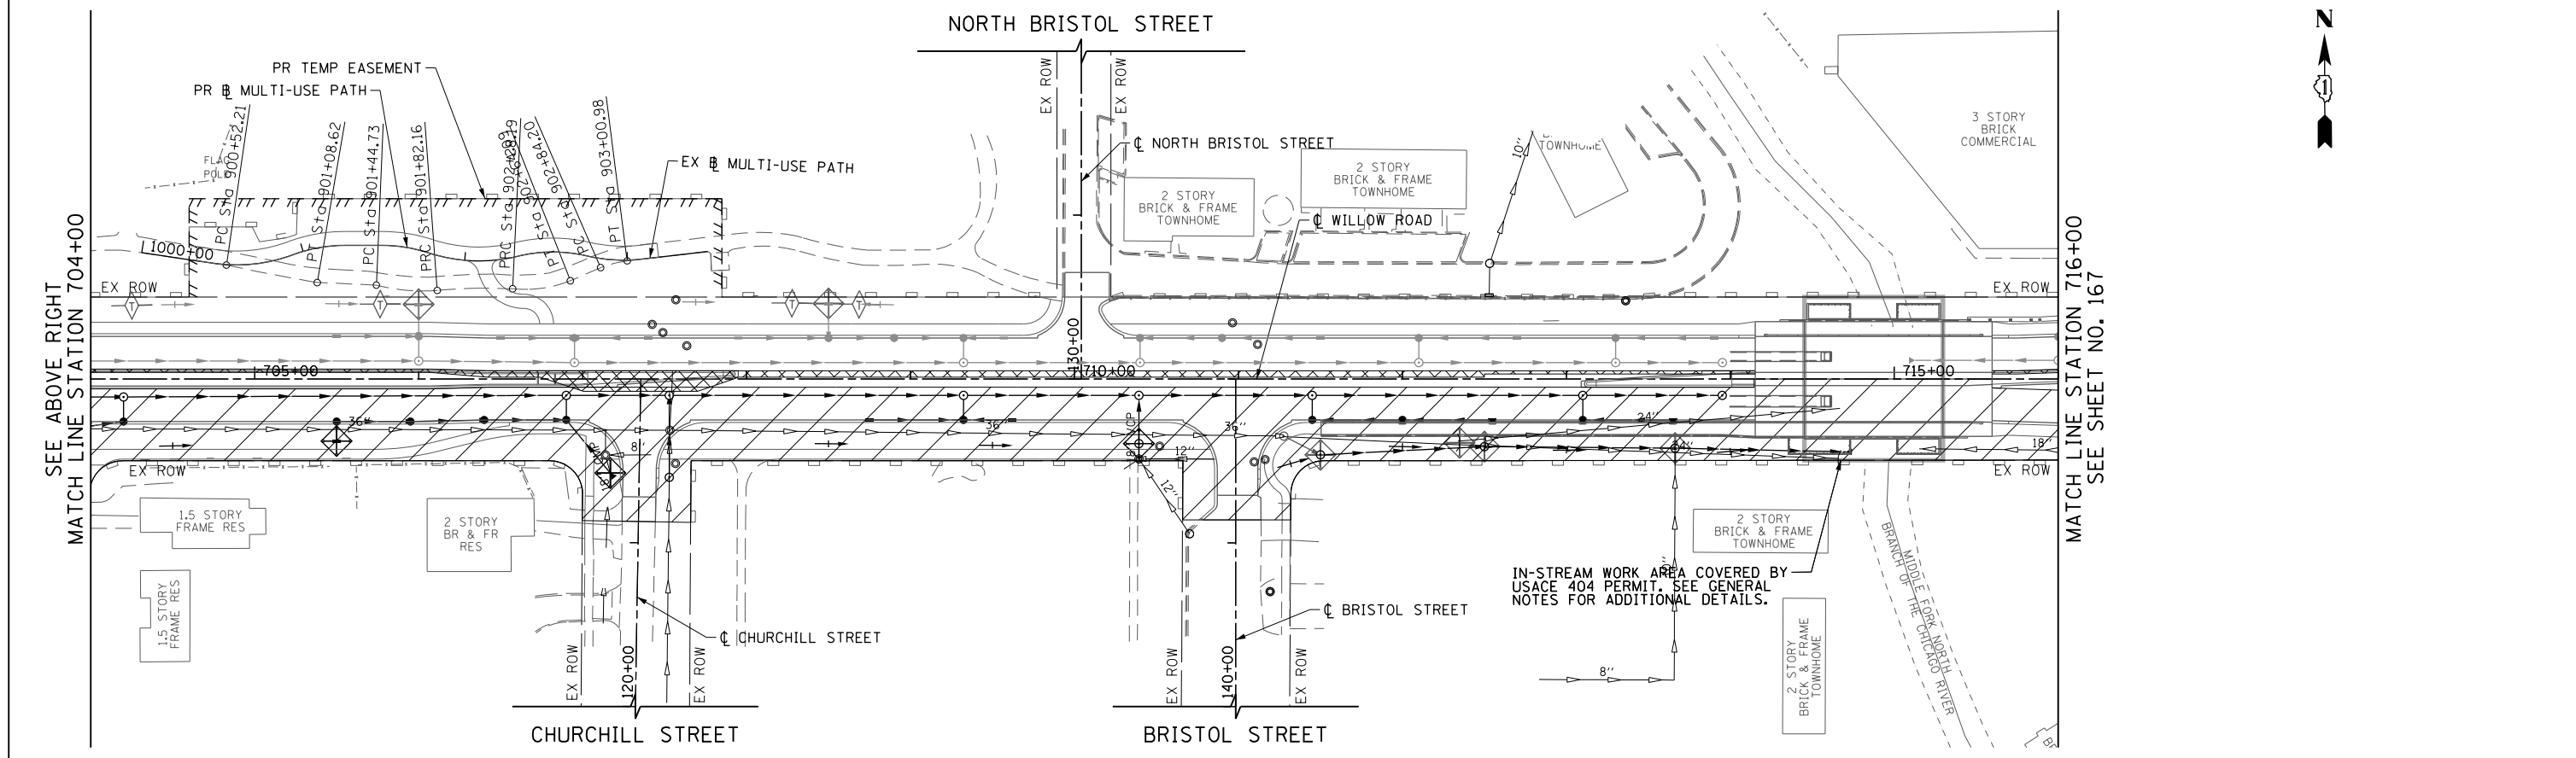 NORTH BRISTOL STREET
N
1
PR TEMP EASEMENT
PR ℄ MULTI-USE PATH
EX ROW
EX ROW
PC Sta 900+52.21
PT Sta 901+08.62
PC Sta 901+44.73
PRC Sta 901+82.16
PRC Sta
PT Sta
PC Sta 902+84.20
PT Sta 903+00.98
FLAG
POLE
EX MULTI-USE PATH
℄ NORTH BRISTOL STREET
10''
TOWNHOME
3 STORY
BRICK
COMMERCIAL
2 STORY
BRICK & FRAME
TOWNHOME
2 STORY
BRICK & FRAME
TOWNHOME
℄ WILLOW ROAD
1000+00
EX ROW
T
T
T
T
EX ROW
SEE ABOVE RIGHT
MATCH LINE STATION 704+00
MATCH LINE STATION 716+00
SEE SHEET NO. 167
705+00
130+00
710+00
715+00
36''
36''
36''
24''
8'
12''
12''
18''
EX ROW
EX ROW
1.5 STORY
FRAME RES
2 STORY
BR & FR
RES
1.5 STORY
FRAME RES
2 STORY
BRICK & FRAME
TOWNHOME
IN-STREAM WORK AREA COVERED BY
USACE 404 PERMIT. SEE GENERAL
NOTES FOR ADDITIONAL DETAILS.
2 STORY
BRICK & FRAME
TOWNHOME
MIDDLE FORK NORTH
BRANCH OF THE CHICAGO RIVER
℄ CHURCHILL STREET
℄ BRISTOL STREET
EX ROW
120+00
EX ROW
EX ROW
140+00
EX ROW
8''
CHURCHILL STREET
BRISTOL STREET